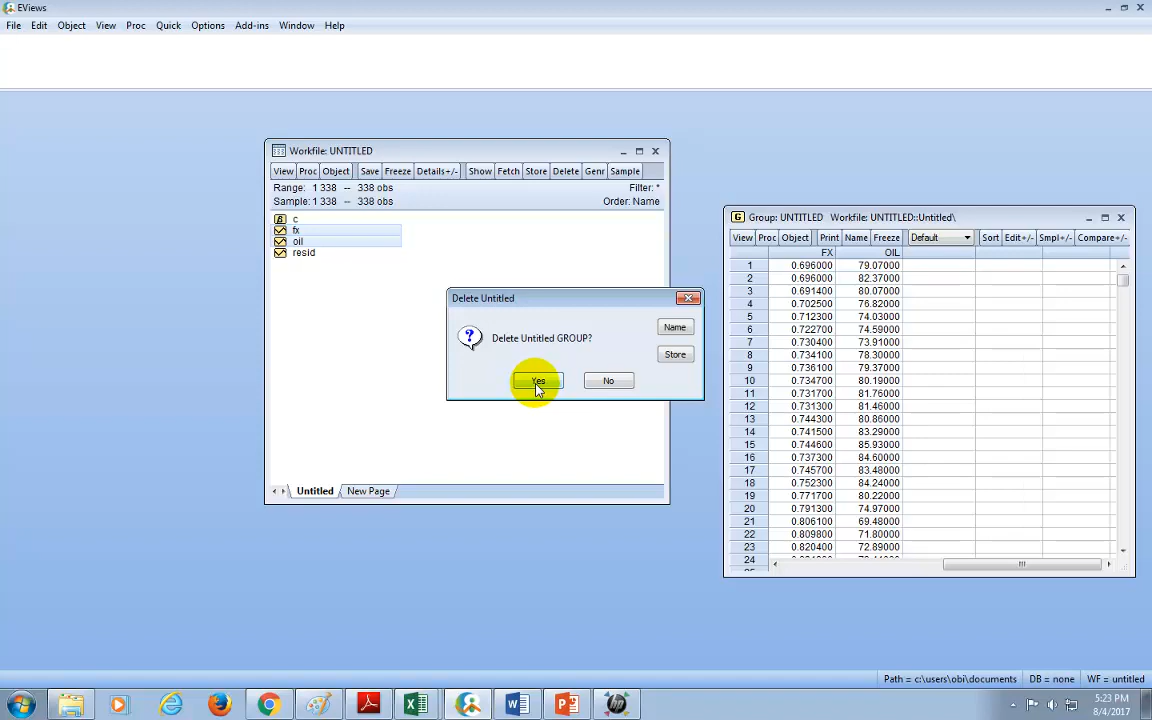 EViews
File Edit Object View Proc Quick Options Add-ins Window Help
Workfile: UNTITLED
View Proc Object Save Freeze Details+/- Show Fetch Store Delete Genr Sample
Range: 1 338 -- 338 obs Filter: *
Sample: 1 338 -- 338 obs Order: Name
c
fx
oil
resid
Untitled New Page
Delete Untitled
Delete Untitled GROUP?
Name
Store
Yes No
Group: UNTITLED Workfile: UNTITLED::Untitled\
View Proc Object Print Name Freeze Default Sort Edit+/- Smpl+/- Compare+/-
FX OIL
1 0.696000 79.07000
2 0.696000 82.37000
3 0.691400 80.07000
4 0.702500 76.82000
5 0.712300 74.03000
6 0.722700 74.59000
7 0.730400 73.91000
8 0.734100 78.30000
9 0.736100 79.37000
10 0.734700 80.19000
11 0.731700 81.76000
12 0.731300 81.46000
13 0.744300 80.86000
14 0.741500 83.29000
15 0.744600 85.93000
16 0.737300 84.60000
17 0.745700 83.48000
18 0.752300 84.24000
19 0.771700 80.22000
20 0.791300 74.97000
21 0.806100 69.48000
22 0.809800 71.80000
23 0.820400 72.89000
24
Path = c:\users\obi\documents DB = none WF = untitled
5:23 PM
8/4/2017